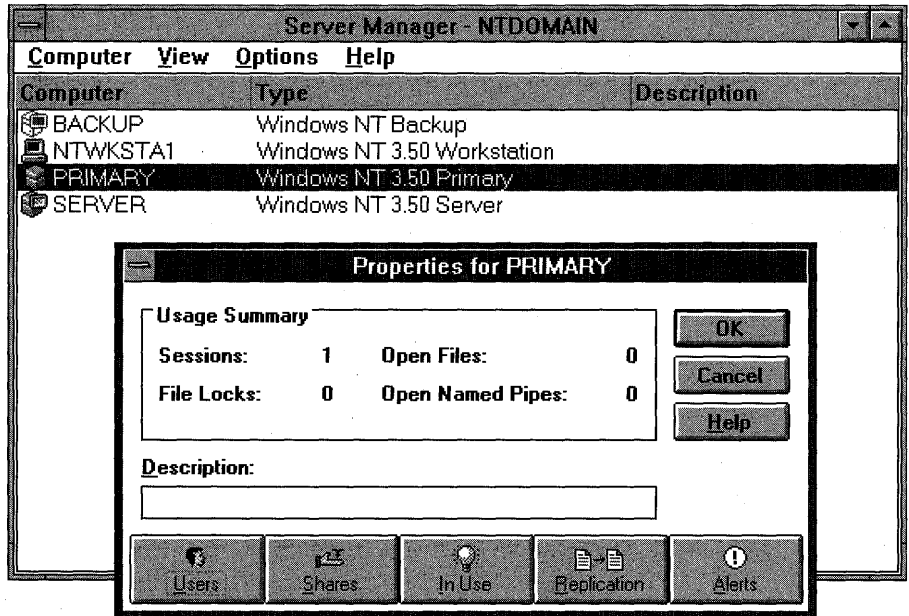 Server Manager - NTDOMAIN
Computer View Options Help
Computer Type Description
BACKUP Windows NT Backup
NTWKSTA1 Windows NT 3.50 Workstation
PRIMARY Windows NT 3.50 Primary
SERVER Windows NT 3.50 Server
Properties for PRIMARY
Usage Summary
Sessions: 1 Open Files: 0
File Locks: 0 Open Named Pipes: 0
OK
Cancel
Help
Description:
Users Shares In Use Replication Alerts